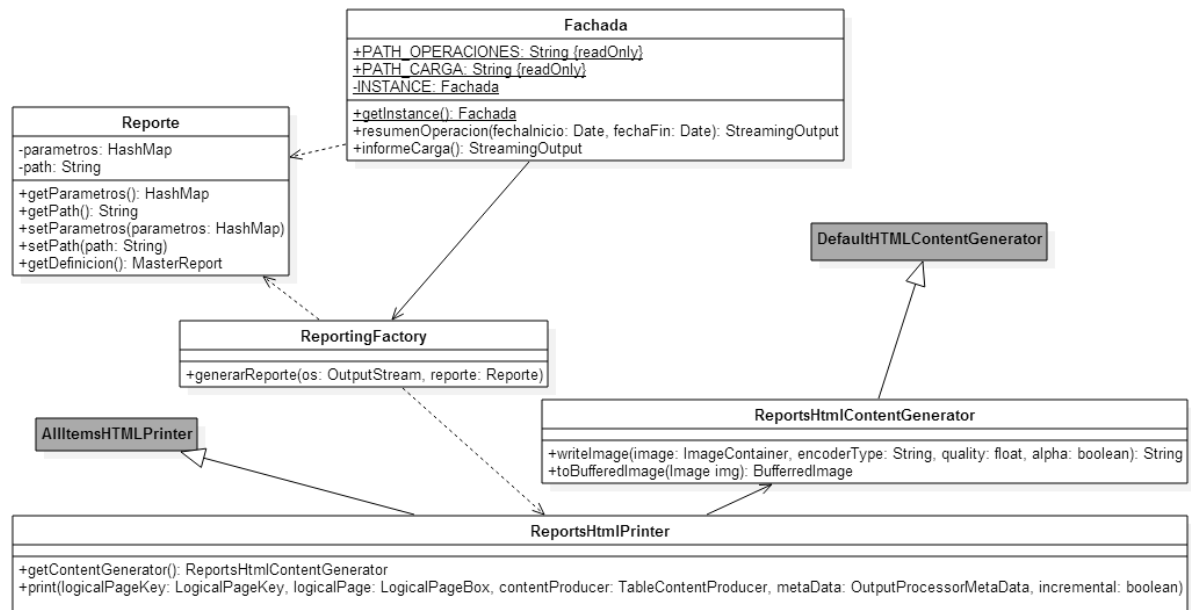 Fachada
+PATH_OPERACIONES: String {readOnly}
+PATH_CARGA: String {readOnly}
-INSTANCE: Fachada
+getInstance(): Fachada
+resumenOperacion(fechaInicio: Date, fechaFin: Date): StreamingOutput
+informeCarga(): StreamingOutput
Reporte
-parametros: HashMap
-path: String
+getParametros(): HashMap
+getPath(): String
+setParametros(parametros: HashMap)
+setPath(path: String)
+getDefinicion(): MasterReport
DefaultHTMLContentGenerator
ReportingFactory
+generarReporte(os: OutputStream, reporte: Reporte)
AllItemsHTMLPrinter
ReportsHtmlContentGenerator
+writeImage(image: ImageContainer, encoderType: String, quality: float, alpha: boolean): String
+toBufferedImage(Image img): BufferredImage
ReportsHtmlPrinter
+getContentGenerator(): ReportsHtmlContentGenerator
+print(logicalPageKey: LogicalPageKey, logicalPage: LogicalPageBox, contentProducer: TableContentProducer, metaData: OutputProcessorMetaData, incremental: boolean)